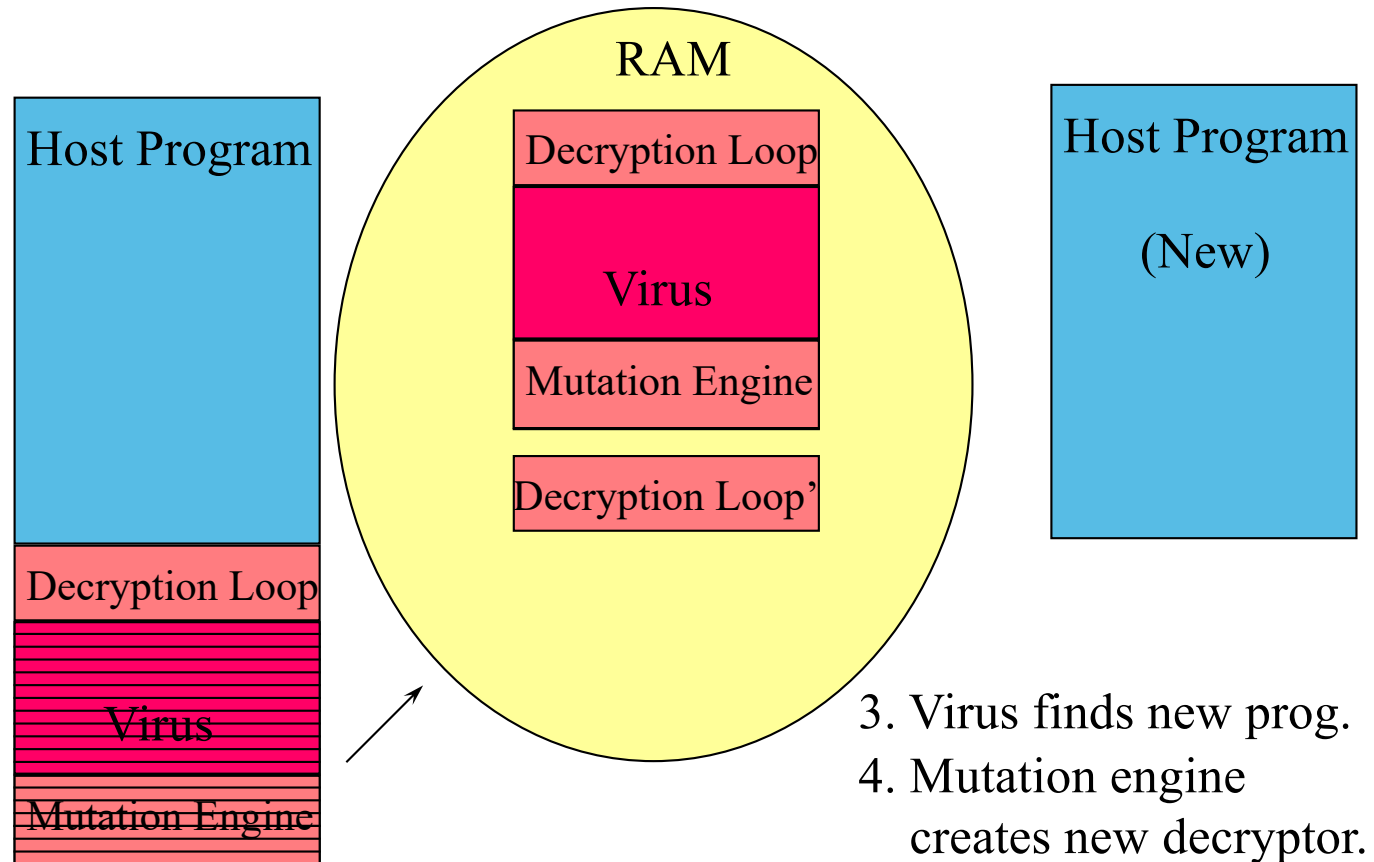 Host Program
Decryption Loop
Virus
Mutation Engine
RAM
Decryption Loop
Virus
Mutation Engine
Decryption Loop’
Host Program
(New)
3. Virus finds new prog.
4. Mutation engine
creates new decryptor.